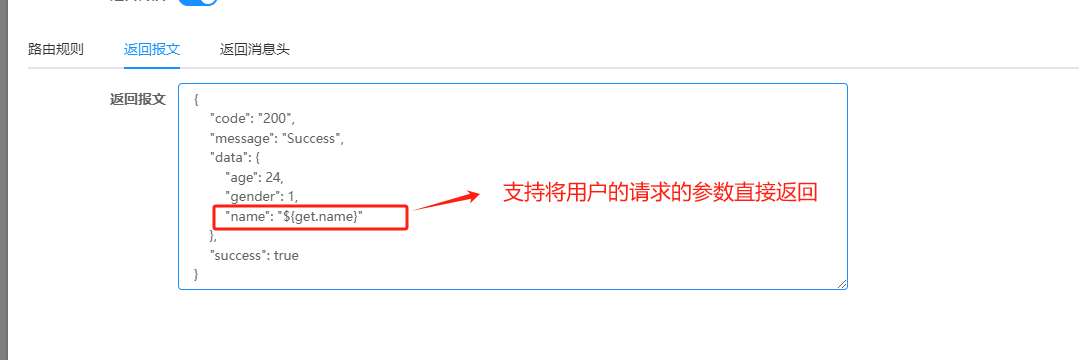 路由规则 返回报文 返回消息头
返回报文
{
"code": "200",
"message": "Success",
"data": {
"age": 24,
"gender": 1,
"name": "${get.name}"
},
"success": true
}
支持将用户的请求的参数直接返回